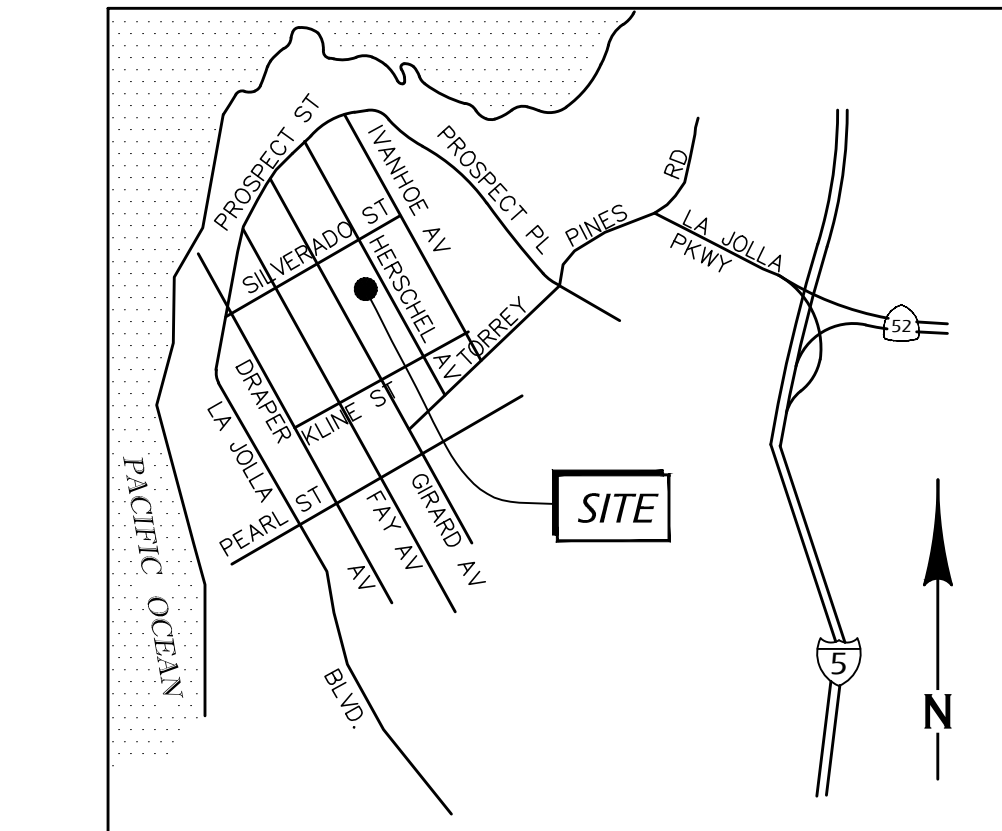 PROSPECT ST
IVANHOE AV
PROSPECT PL
SILVERADO ST
HERSCHEL AV
TORREY PINES RD
LA JOLLA
PKWY
52
DRAPER AV
KLINE ST
LA JOLLA BLVD.
PEARL ST
FAY AV
GIRARD AV
PACIFIC OCEAN
SITE
5
N